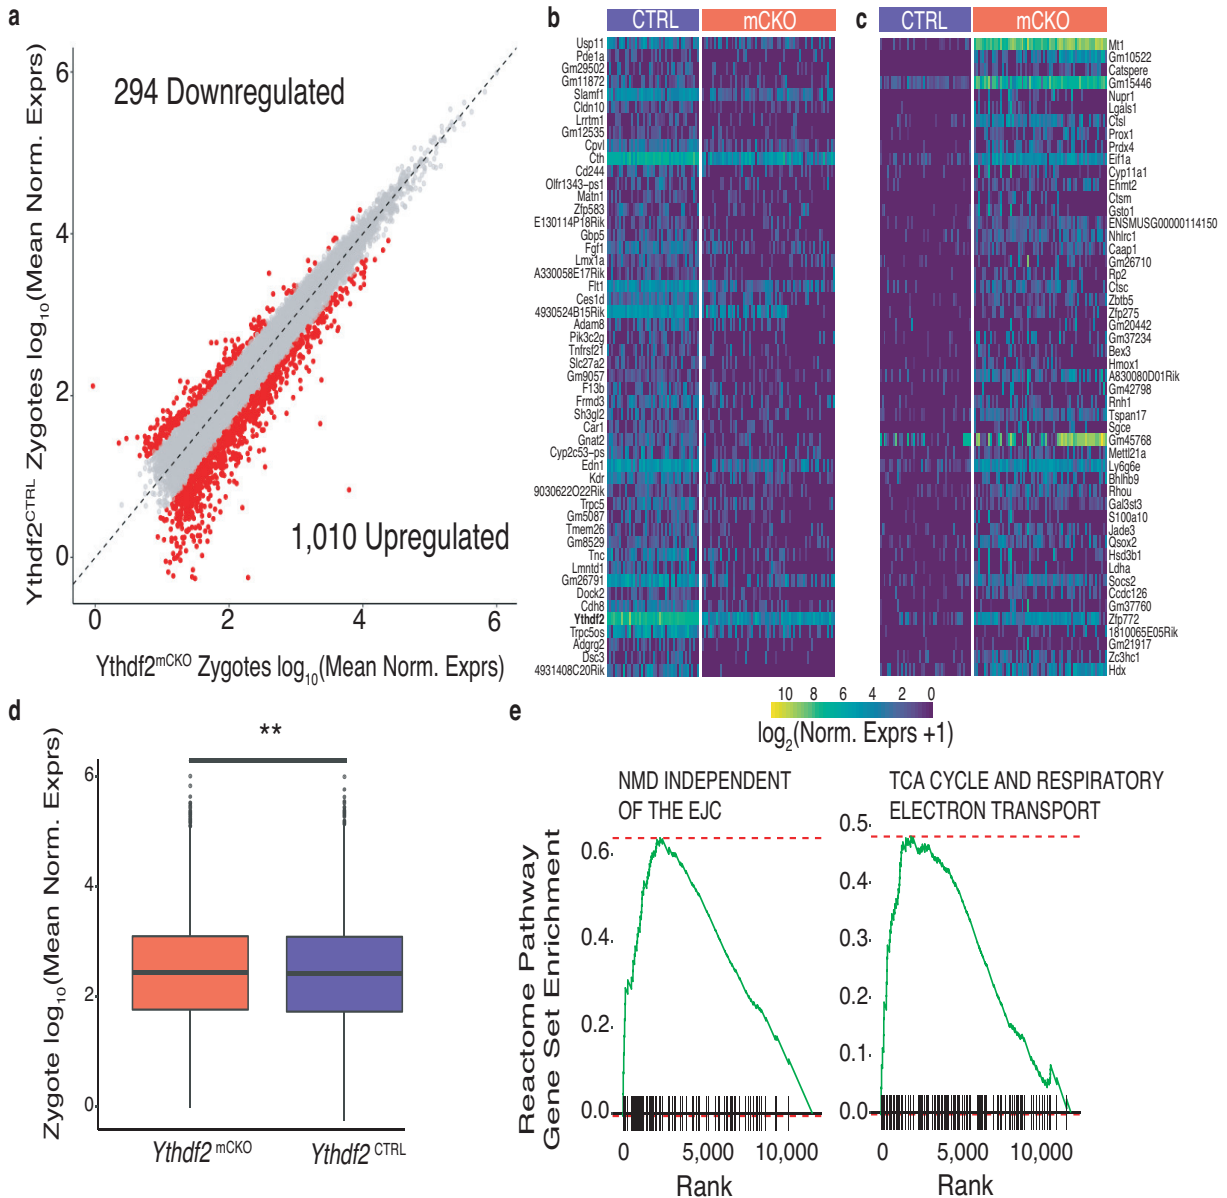 a
294 Downregulated
1,010 Upregulated
Ythdf2CTRL Zygotes log10(Mean Norm. Exprs)
6
4
2
0
0 2 4 6
Ythdf2mCKO Zygotes log10(Mean Norm. Exprs)
b
CTRL mCKO
Usp11
Pde1a
Gm29502
Gm11872
Slamf1
Cldn10
Lrrtm1
Gm12535
Cpvl
Cth
Cd244
Olfr1343-ps1
Matn1
Zfp583
E130114P18Rik
Gbp5
Fgf1
Lmx1a
A330058E17Rik
Flt1
Ces1d
4930524B15Rik
Adam8
Pik3c2g
Tnfrsf21
Slc27a2
Gm9057
F13b
Frmd3
Sh3gl2
Car1
Gnat2
Cyp2c53-ps
Edn1
Kdr
9030622O22Rik
Trpc5
Gm5087
Tmem26
Gm8529
Tnc
Lmntd1
Gm26791
Dock2
Cdh8
Ythdf2
Trpc5os
Adgrg2
Dsc3
4931408C20Rik
c
CTRL mCKO
Mt1
Gm10522
Catspere
Gm15446
Nupr1
Lgals1
Ctsl
Prox1
Prdx4
Eif1a
Cyp11a1
Ehmt2
Ctsm
Gsto1
ENSMUSG00000114150
Nhlrc1
Caap1
Gm26710
Rp2
Ctsc
Zbtb5
Zfp275
Gm20442
Gm37234
Bex3
Hmox1
A830080D01Rik
Gm42798
Rnh1
Tspan17
Sgce
Gm45768
Mettl21a
Ly6g6e
Bhlhb9
Rhou
Gal3st3
S100a10
Jade3
Qsox2
Hsd3b1
Ldha
Socs2
Ccdc126
Gm37760
Zfp772
1810065E05Rik
Gm21917
Zc3hc1
Hdx
10 8 6 4 2 0
log2(Norm. Exprs +1)
d
**
Zygote log10(Mean Norm. Exprs)
6
4
2
0
Ythdf2 mCKO Ythdf2 CTRL
e
Reactome Pathway
Gene Set Enrichment
NMD INDEPENDENT
OF THE EJC
0.6
0.4
0.2
0.0
0 5,000 10,000
Rank
TCA CYCLE AND RESPIRATORY
ELECTRON TRANSPORT
0.5
0.4
0.3
0.2
0.1
0.0
0 5,000 10,000
Rank